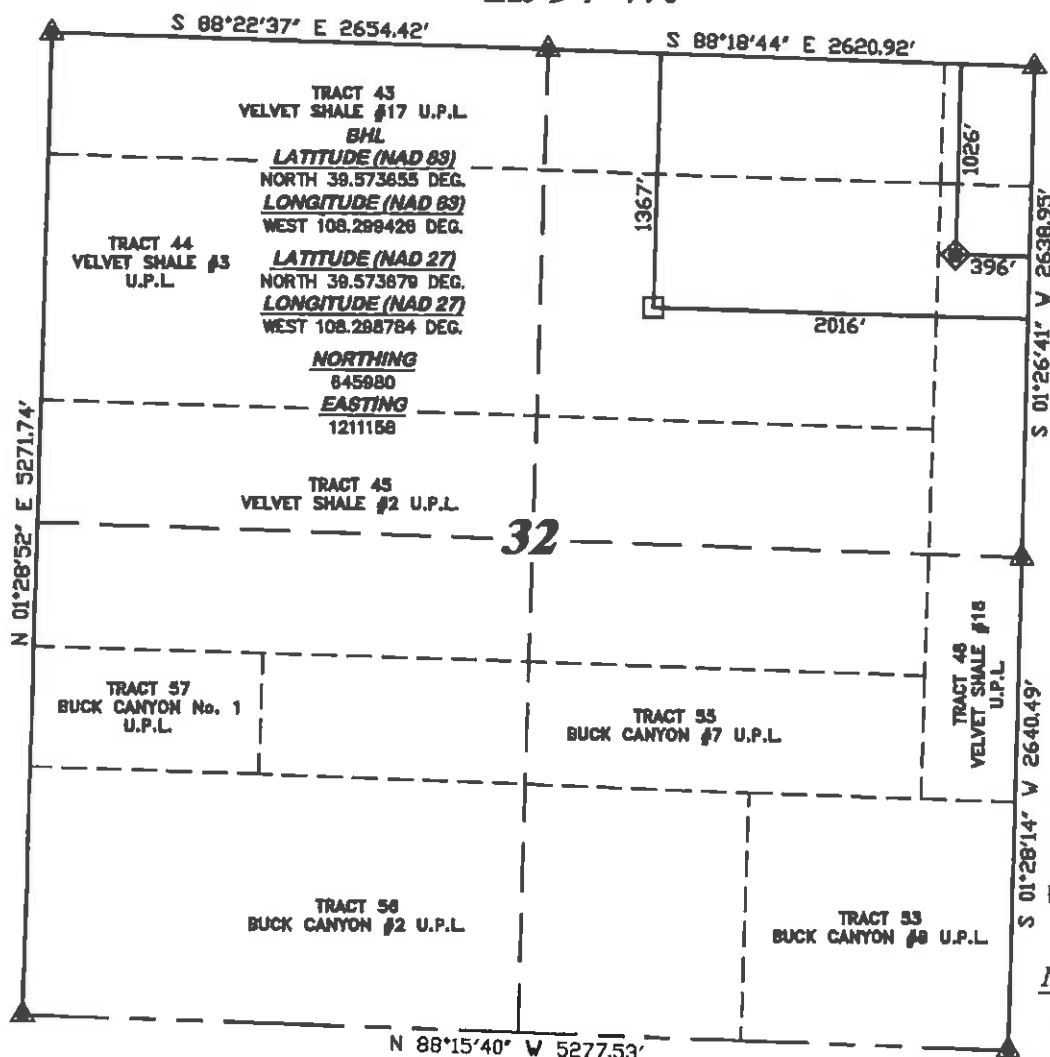 S 88°22'37" E 2654.42'
S 88°18'44" E 2620.92'
TRACT 43
VELVET SHALE #17 U.P.L.
BHL
LATITUDE (NAD 83)
NORTH 39.573655 DEG.
LONGITUDE (NAD 83)
WEST 108.299426 DEG.
LATITUDE (NAD 27)
NORTH 39.573679 DEG.
LONGITUDE (NAD 27)
WEST 108.298784 DEG.
NORTHING
645980
EASTING
1211158
TRACT 44
VELVET SHALE #3
U.P.L.
1367'
1026'
396'
2016'
S 01°26'41" W 2638.95'
N 01°28'52" E 5271.74'
TRACT 45
VELVET SHALE #2 U.P.L.
32
TRACT 57
BUCK CANYON No. 1
U.P.L.
TRACT 55
BUCK CANYON #7 U.P.L.
TRACT 48
VELVET SHALE #18
U.P.L.
S 01°28'14" W 2640.49'
TRACT 56
BUCK CANYON #2 U.P.L.
TRACT 53
BUCK CANYON #8 U.P.L.
N 88°15'40" W 5277.53'